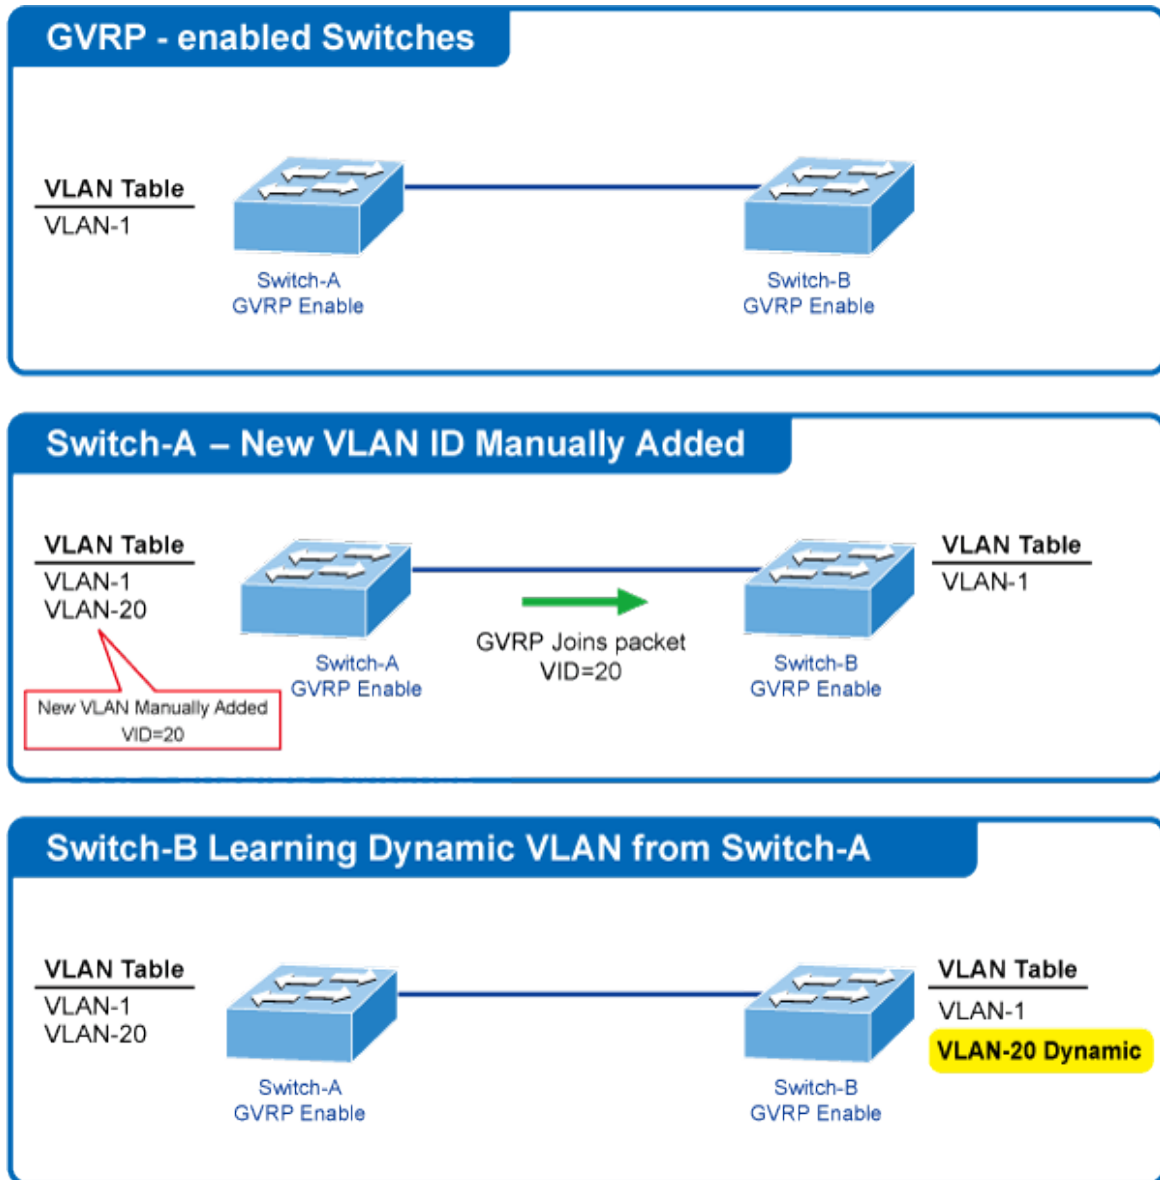 GVRP - enabled Switches
VLAN Table
VLAN-1
Switch-A
GVRP Enable
Switch-B
GVRP Enable
Switch-A – New VLAN ID Manually Added
VLAN Table
VLAN-1
VLAN-20
New VLAN Manually Added
VID=20
Switch-A
GVRP Enable
GVRP Joins packet
VID=20
Switch-B
GVRP Enable
VLAN Table
VLAN-1
Switch-B Learning Dynamic VLAN from Switch-A
VLAN Table
VLAN-1
VLAN-20
Switch-A
GVRP Enable
Switch-B
GVRP Enable
VLAN Table
VLAN-1
VLAN-20 Dynamic